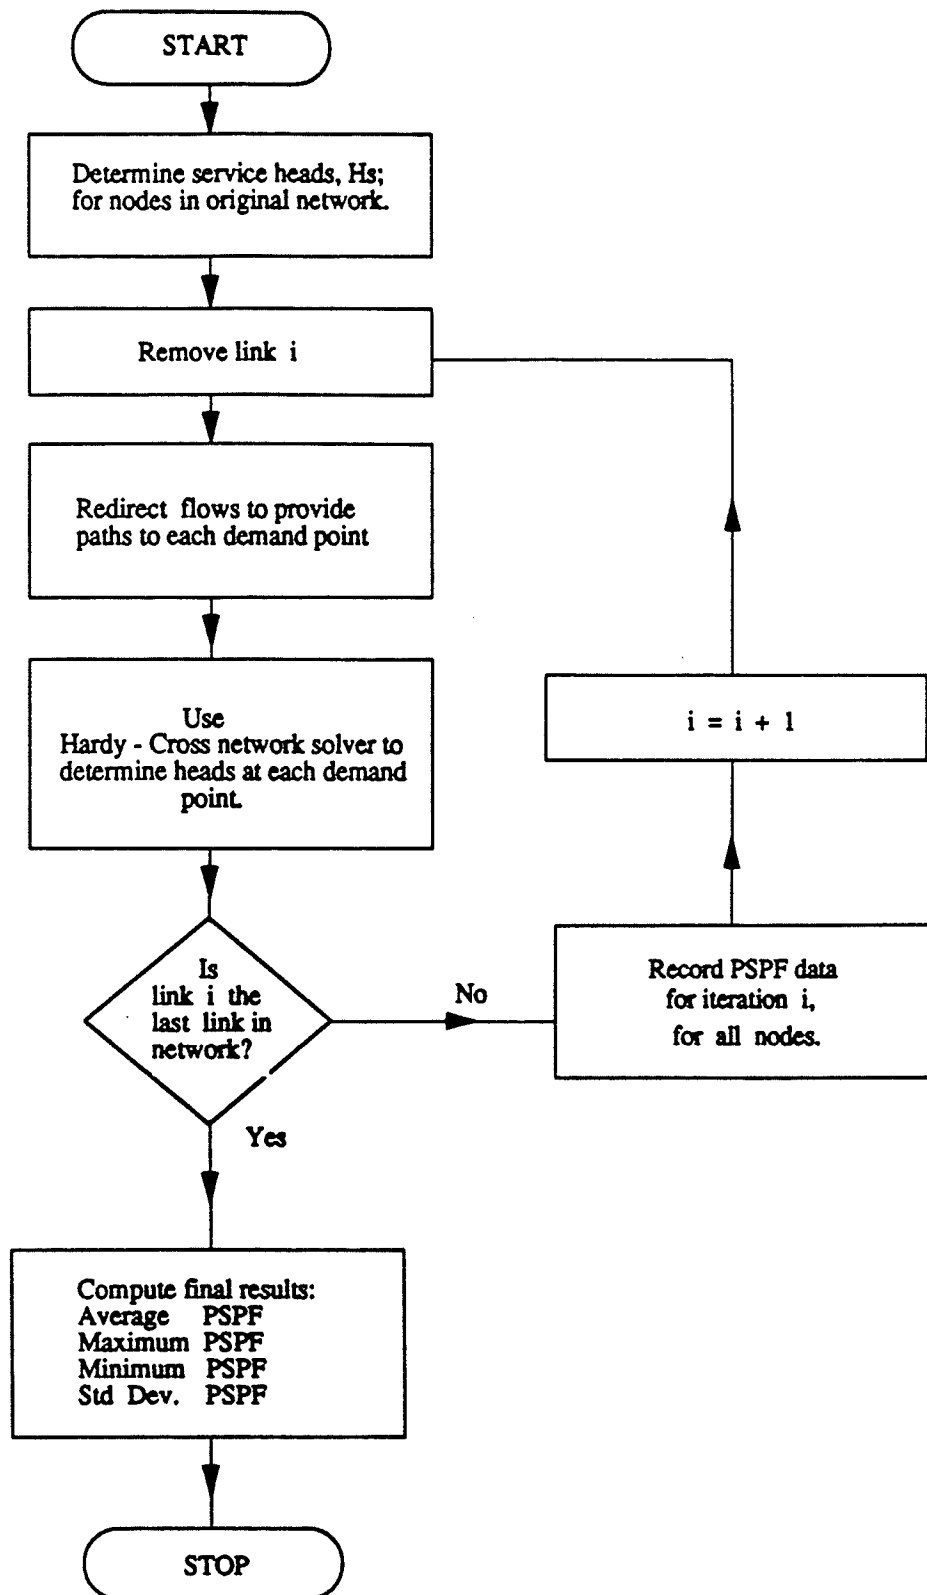 START
Determine service heads, Hs;
for nodes in original network.
Remove link i
Redirect flows to provide
paths to each demand point
Use
Hardy - Cross network solver to
determine heads at each demand
point.
i = i + 1
Is
link i the
last link in
network?
No
Record PSPF data
for iteration i,
for all nodes.
Yes
Compute final results:
Average PSPF
Maximum PSPF
Minimum PSPF
Std Dev. PSPF
STOP